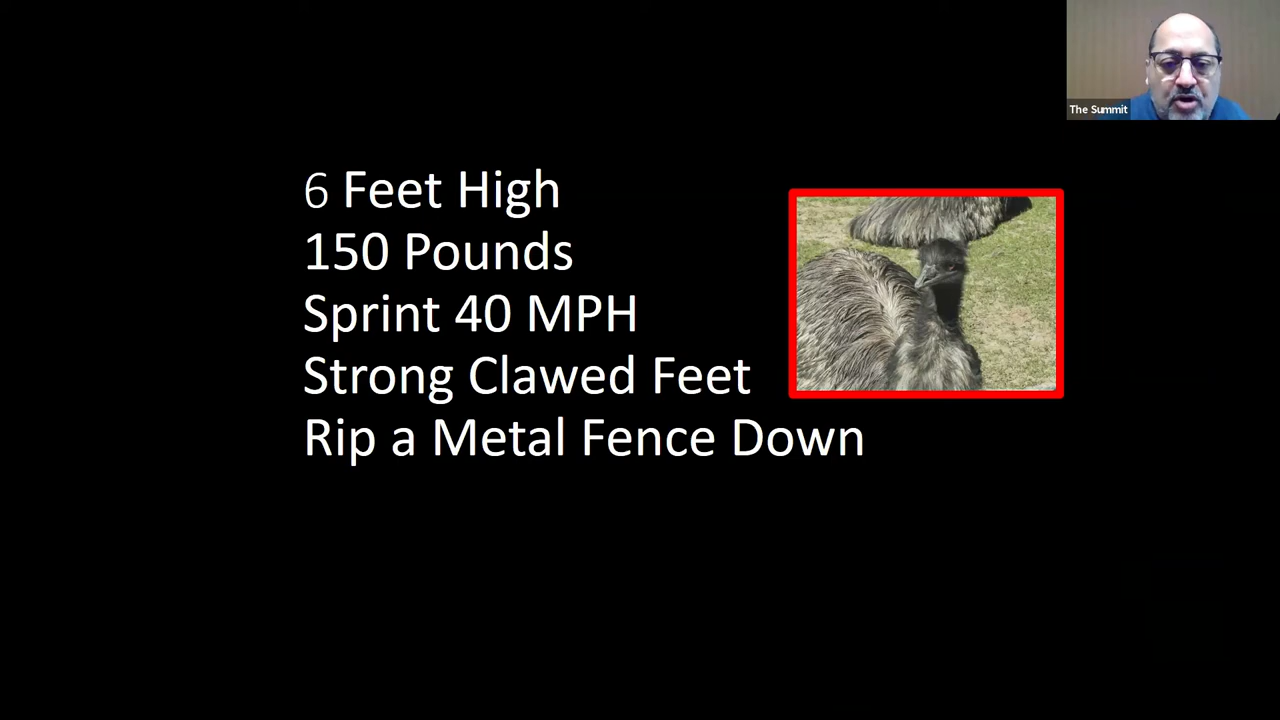 The Summit
6 Feet High
150 Pounds
Sprint 40 MPH
Strong Clawed Feet
Rip a Metal Fence Down